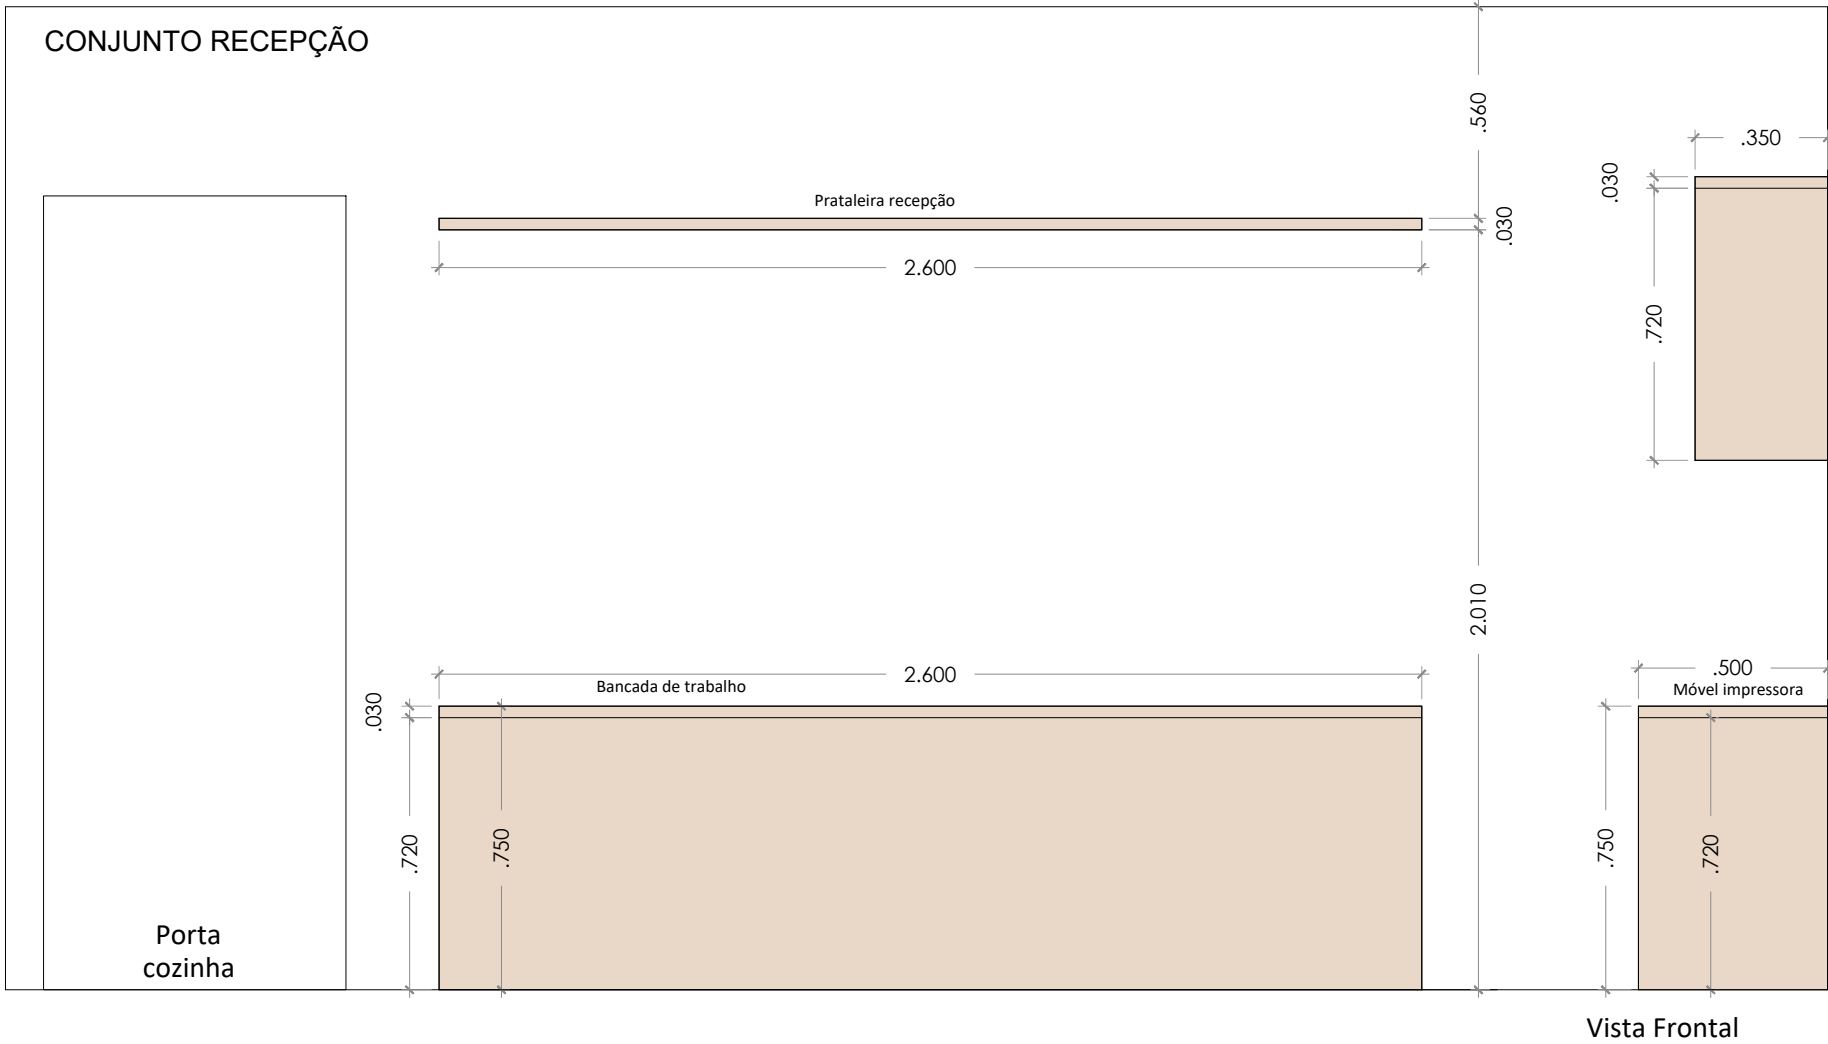 CONJUNTO RECEPÇÃO
.560
.350
.030
Prataleira recepção
.030
2.600
.720
2.010
2.600
.500
Bancada de trabalho
Móvel impressora
.030
.720
.750
.750
.720
Porta
cozinha
Vista Frontal